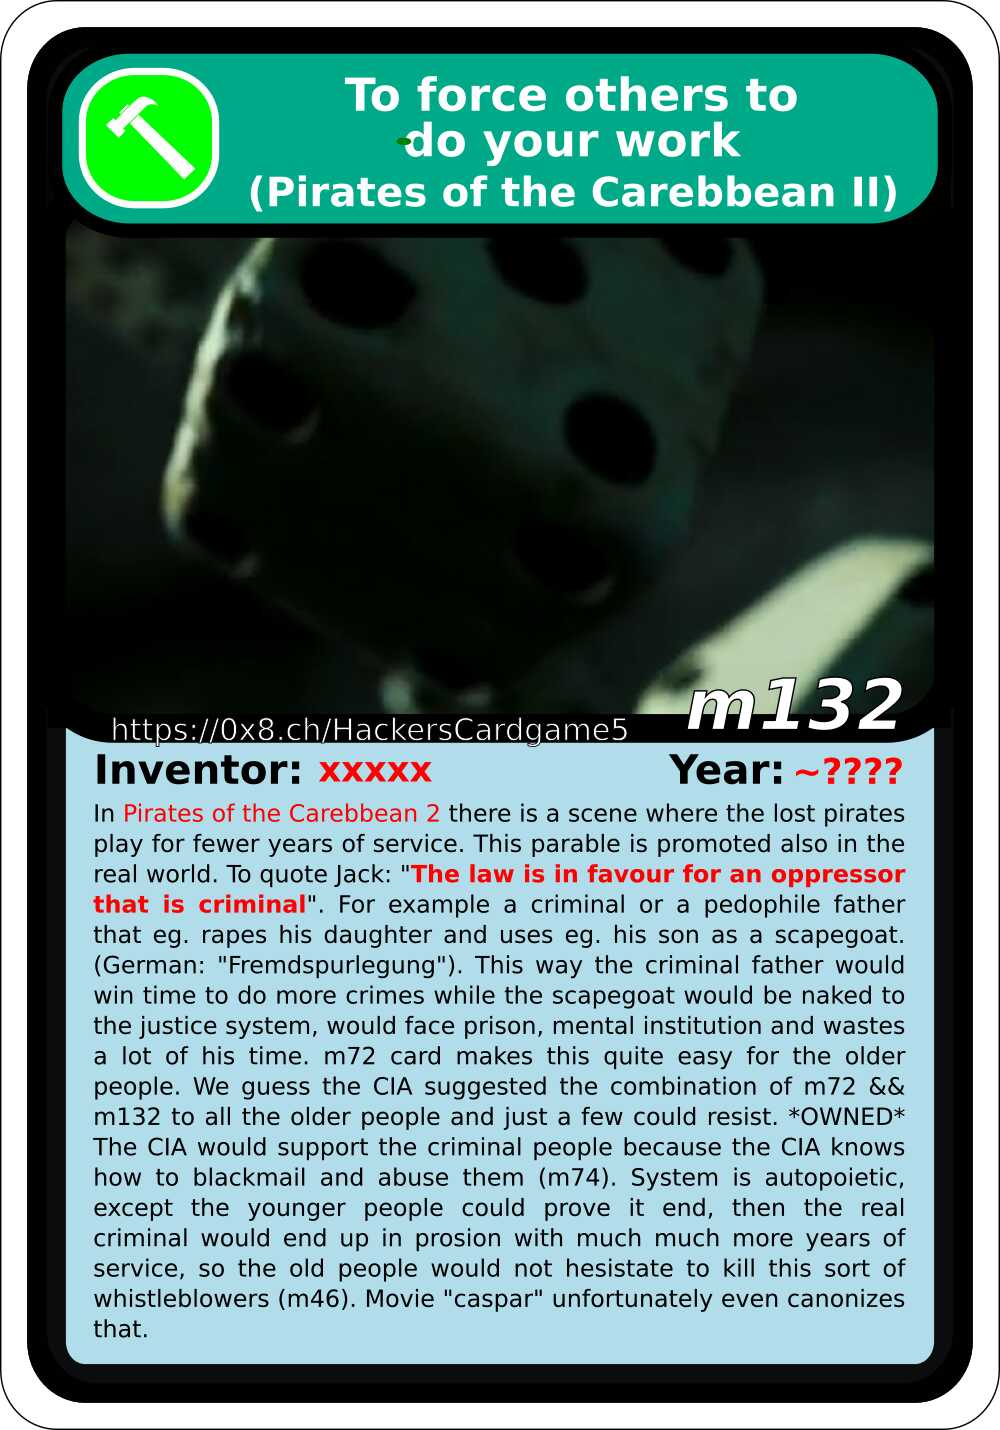 To force others to
do your work
(Pirates of the Carebbean II)
m132
https://0x8.ch/HackersCardgame5
Inventor: xxxxx Year: ~????
In Pirates of the Carebbean 2 there is a scene where the lost pirates
play for fewer years of service. This parable is promoted also in the
real world. To quote Jack: "The law is in favour for an oppressor
that is criminal". For example a criminal or a pedophile father
that eg. rapes his daughter and uses eg. his son as a scapegoat.
(German: "Fremdspurlegung"). This way the criminal father would
win time to do more crimes while the scapegoat would be naked to
the justice system, would face prison, mental institution and wastes
a lot of his time. m72 card makes this quite easy for the older
people. We guess the CIA suggested the combination of m72 &&
m132 to all the older people and just a few could resist. *OWNED*
The CIA would support the criminal people because the CIA knows
how to blackmail and abuse them (m74). System is autopoietic,
except the younger people could prove it end, then the real
criminal would end up in prosion with much much more years of
service, so the old people would not hesistate to kill this sort of
whistleblowers (m46). Movie "caspar" unfortunately even canonizes
that.